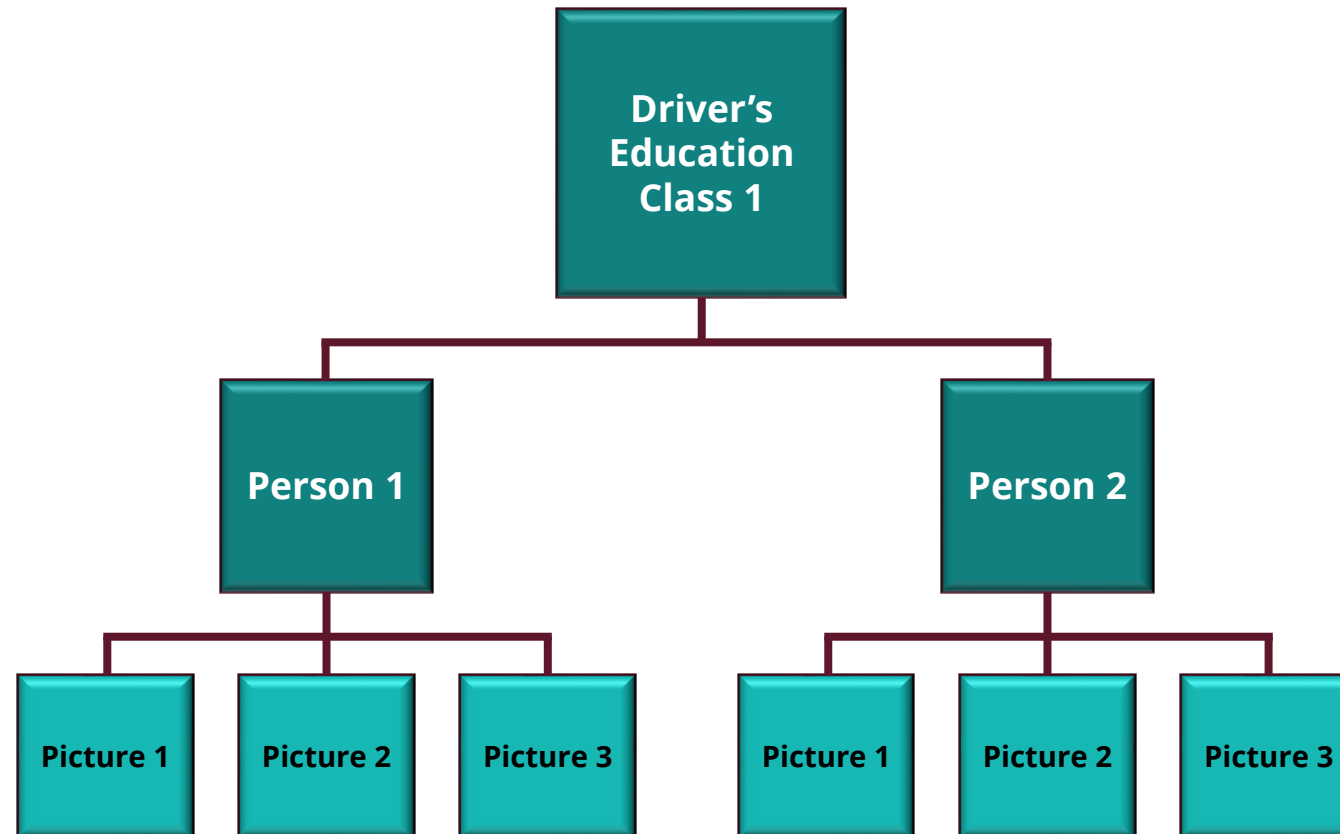 Driver’s
Education
Class 1
Person 1
Person 2
Picture 1
Picture 2
Picture 3
Picture 1
Picture 2
Picture 3